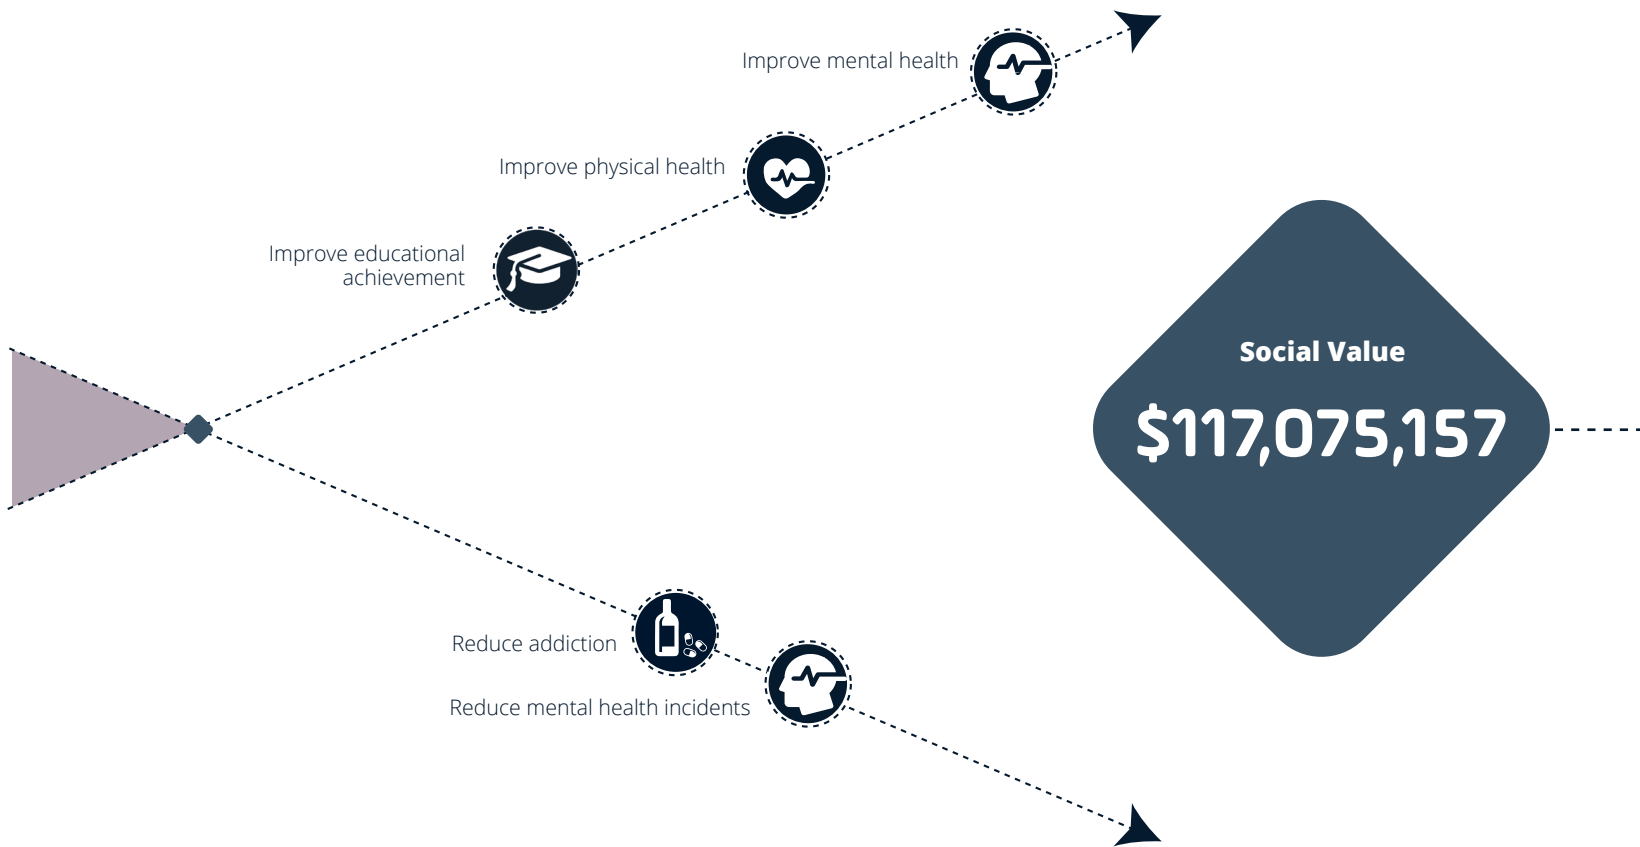 Improve mental health
Improve physical health
Improve educational
achievement
Social Value
$117,075,157
Reduce addiction
Reduce mental health incidents